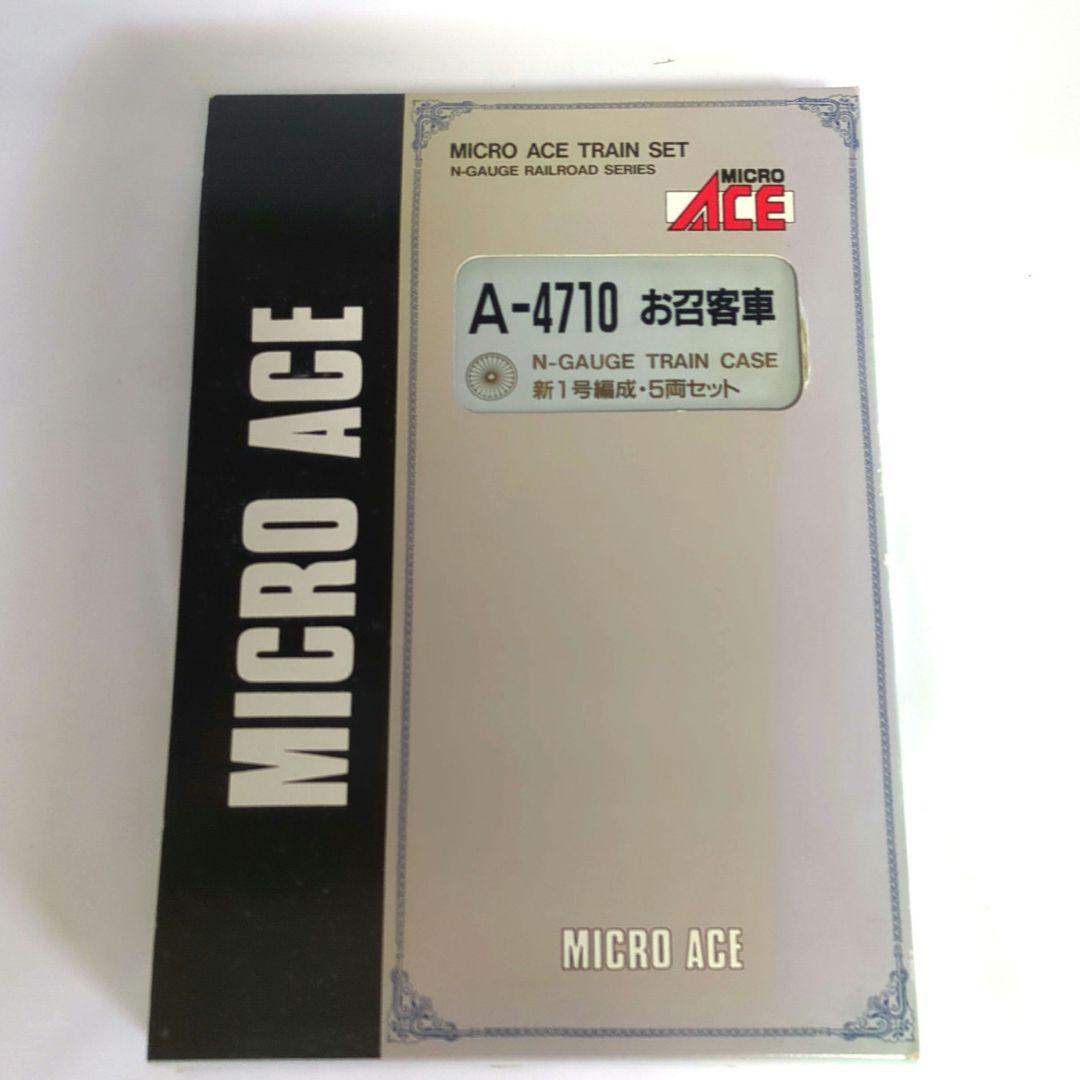 MICRO ACE
MICRO ACE TRAIN SET
N-GAUGE RAILROAD SERIES
MICRO
ACE
A-4710 お召客車
N-GAUGE TRAIN CASE
新1号編成・5両セット
MICRO ACE